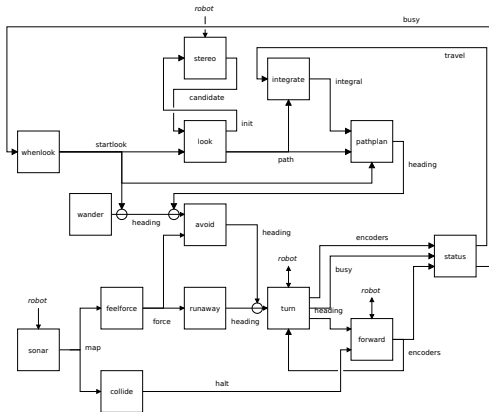 robot
busy
travel
stereo
integrate
integral
candidate
init
look
pathplan
startlook
whenlook
path
heading
wander
heading
avoid
heading
encoders
status
robot
busy
robot
robot
feelforce
runaway
turn
heading
force
heading
sonar
map
forward
encoders
collide
halt